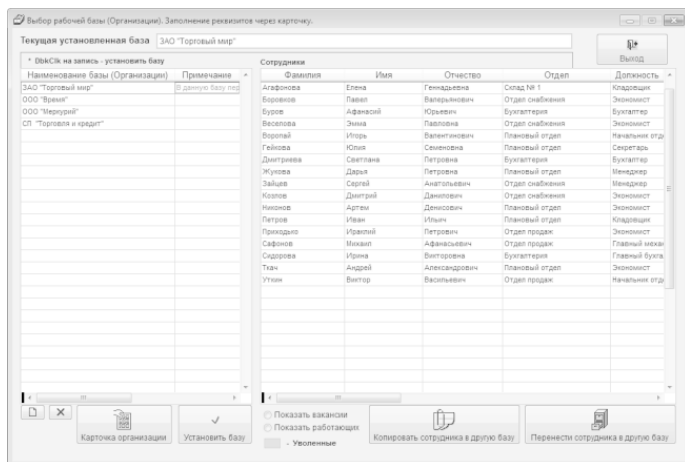 Выбор рабочей базы (Организации). Заполнение реквизитов через карточку.
Текущая установленная база ЗАО "Торговый мир"
Выход
* DbkClk на запись - установить базу
Сотрудники
Наименование базы (Организации) Примечание
Фамилия Имя Отчество Отдел Должность
ЗАО "Торговый мир" В данную базу пер
ООО "Время"
ООО "Меркурий"
СП "Торговля и кредит"
Агафонова Елена Геннадьевна Склад № 1 Кладовщик
Боровков Павел Валерьянович Отдел снабжения Экономист
Буров Афанасий Юрьевич Бухгалтерия Бухгалтер
Веселова Эмма Павловна Отдел снабжения Экономист
Воропай Игорь Валентинович Плановый отдел Начальник отд
Гейкова Юлия Семеновна Плановый отдел Секретарь
Дмитриева Светлана Петровна Бухгалтерия Бухгалтер
Жукова Дарья Петровна Плановый отдел Менеджер
Зайцев Сергей Анатольевич Отдел снабжения Менеджер
Козлов Дмитрий Данилович Отдел снабжения Экономист
Никонов Артем Денисович Плановый отдел Экономист
Петров Иван Ильич Плановый отдел Кладовщик
Приходько Ираклий Петрович Отдел продаж Экономист
Сафонов Михаил Афанасьевич Отдел продаж Главный механ
Сидорова Ирина Викторовна Бухгалтерия Главный бухга
Ткач Андрей Александрович Плановый отдел Экономист
Уткин Виктор Васильевич Отдел продаж Начальник отд
Карточка организации
Установить базу
Показать вакансии
Показать работающих
- Уволенные
Копировать сотрудника в другую базу
Перенести сотрудника в другую базу